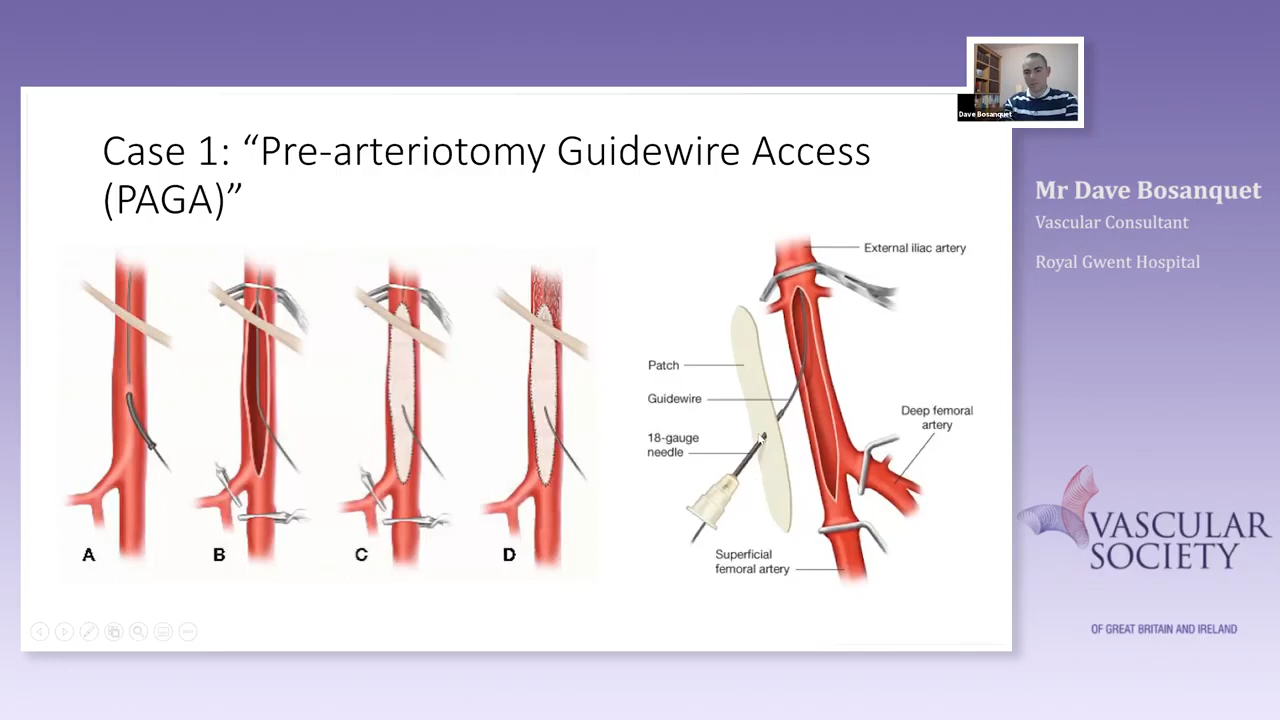 Dave Bosanquet
Case 1: “Pre-arteriotomy Guidewire Access
(PAGA)”
A
B
C
D
External iliac artery
Patch
Guidewire
18-gauge
needle
Deep femoral
artery
Superficial
femoral artery
Mr Dave Bosanquet
Vascular Consultant
Royal Gwent Hospital
VASCULAR
SOCIETY
OF GREAT BRITAIN AND IRELAND